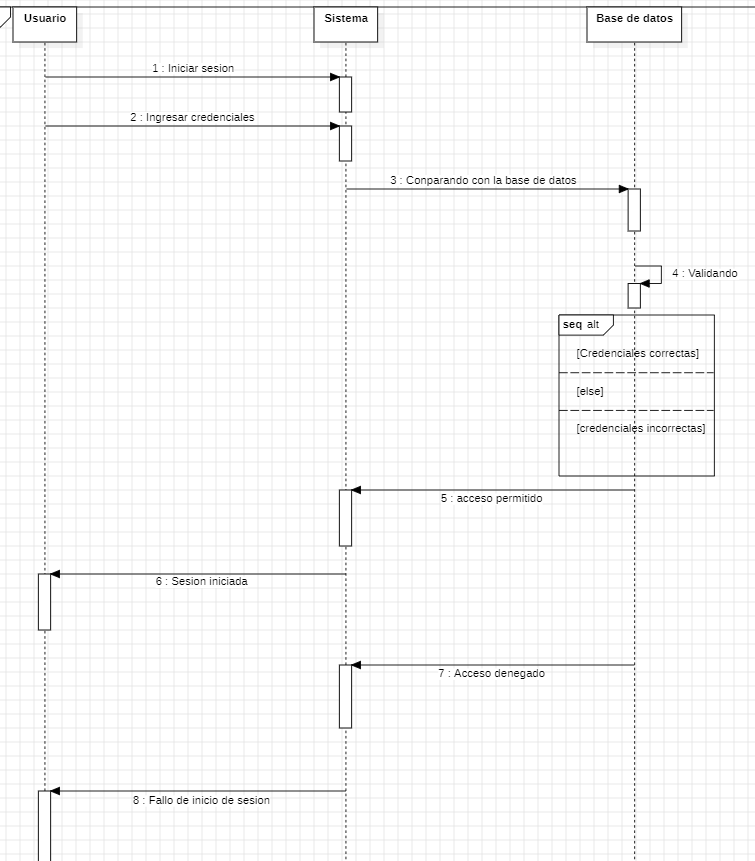 Usuario
Sistema
Base de datos
1 : Iniciar sesion
2 : Ingresar credenciales
3 : Conparando con la base de datos
4 : Validando
seq alt
[Credenciales correctas]
[else]
[credenciales incorrectas]
5 : acceso permitido
6 : Sesion iniciada
7 : Acceso denegado
8 : Fallo de inicio de sesion